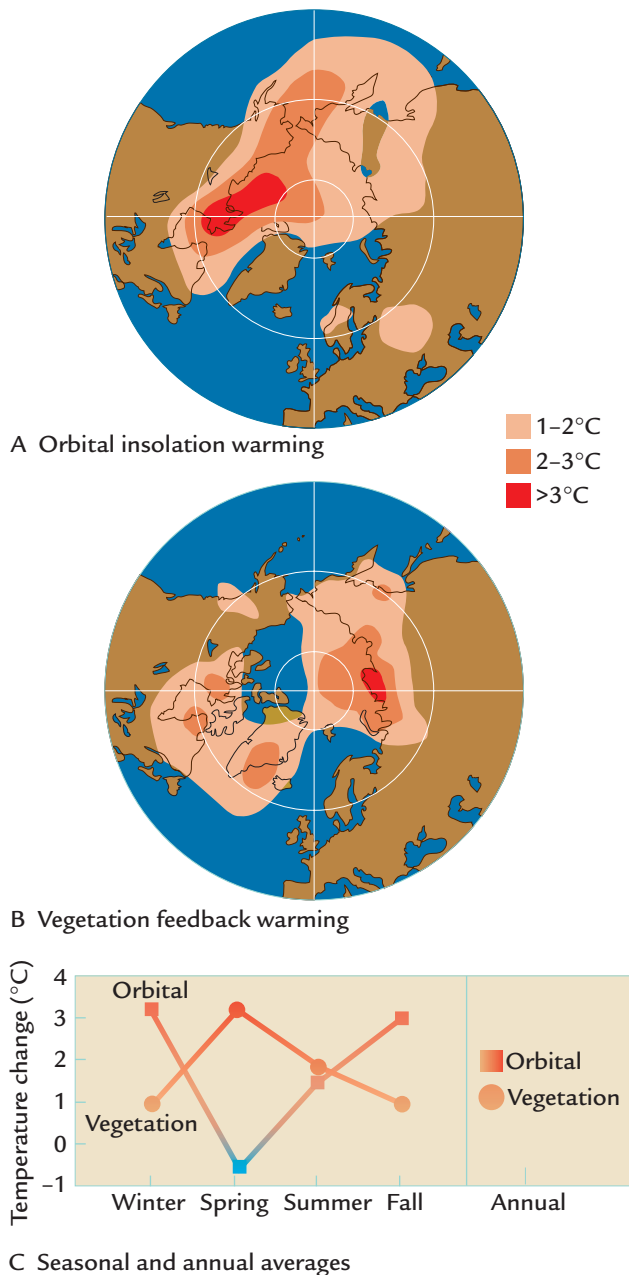 A Orbital insolation warming
1–2°C
2–3°C
>3°C
B Vegetation feedback warming
Temperature change (°C)
4
3
2
1
0
–1
Orbital
Vegetation
Orbital
Vegetation
Winter Spring Summer Fall Annual
C Seasonal and annual averages